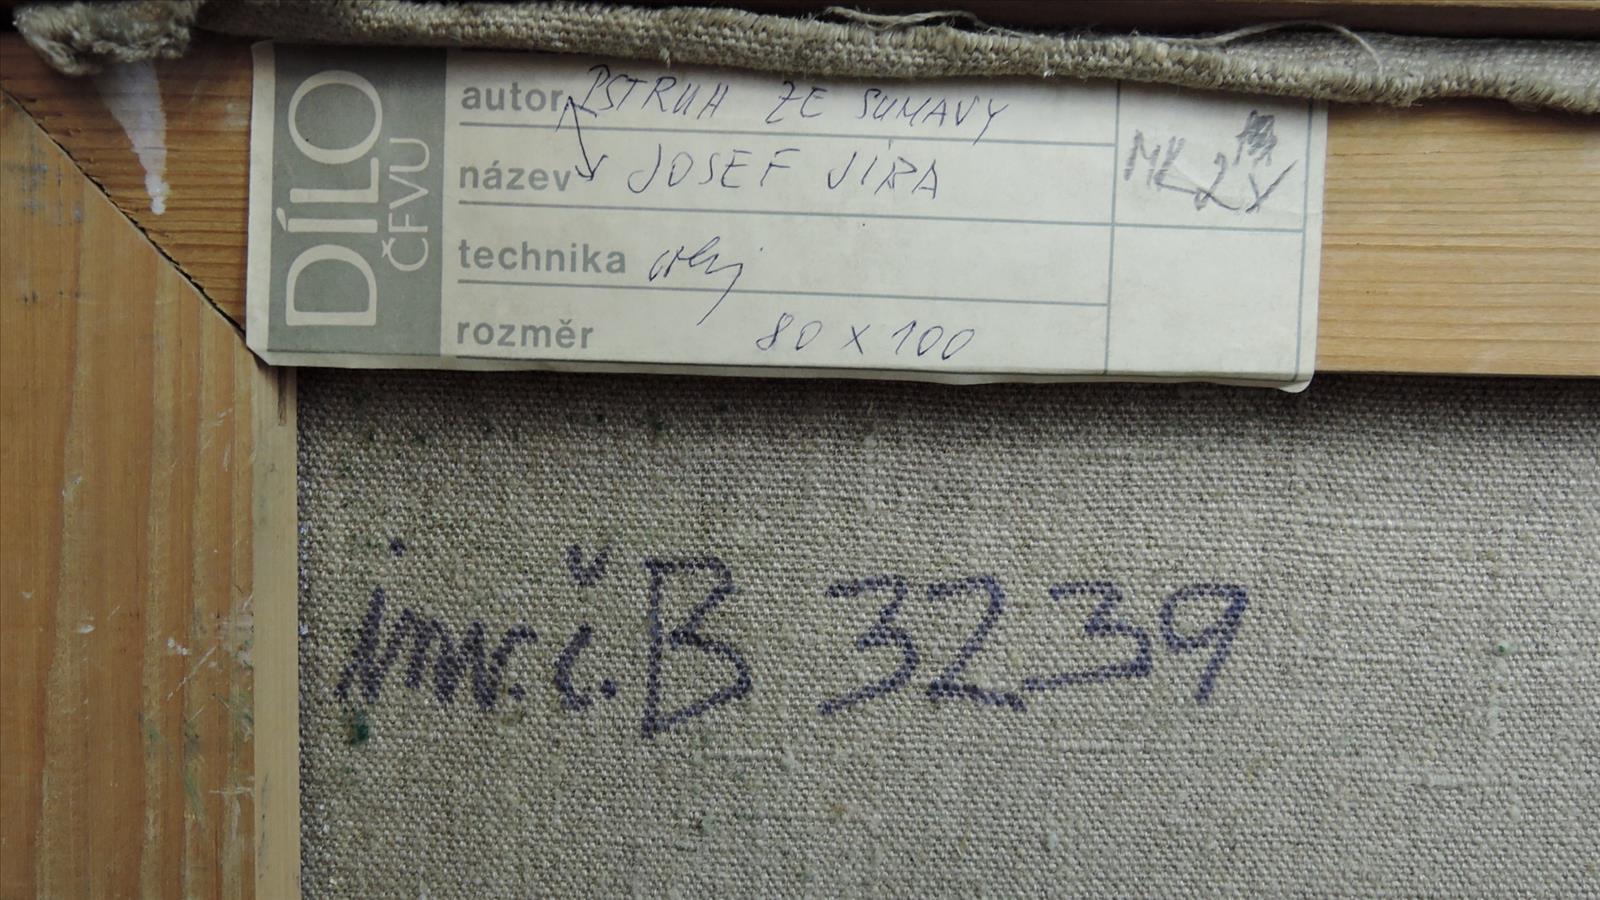 DÍLO
ČFVU
autor PSTRUH ZE ŠUMAVY
název JOSEF JÍRA
technika olej
rozměr 80 x 100
inv. č. B 3239